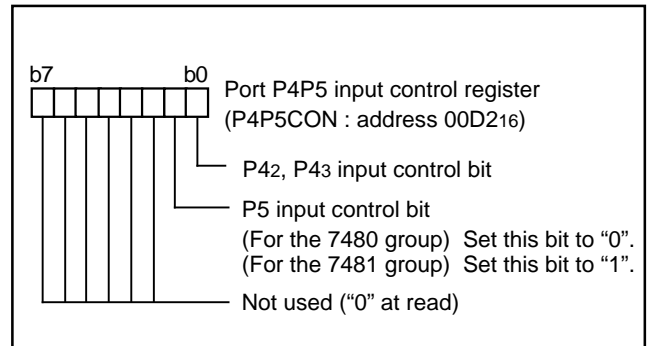 b7 b0
Port P4P5 input control register
(P4P5CON : address 00D216)
P42, P43 input control bit
P5 input control bit
(For the 7480 group) Set this bit to “0”.
(For the 7481 group) Set this bit to “1”.
Not used (“0” at read)